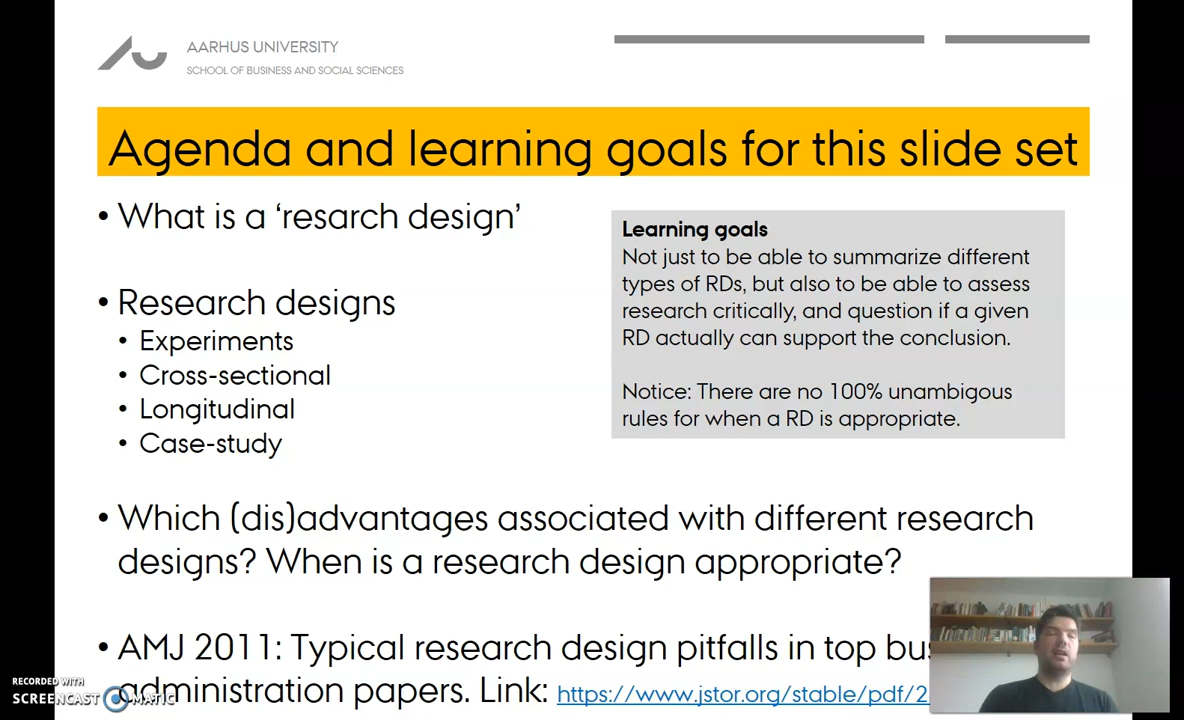 AARHUS UNIVERSITY
SCHOOL OF BUSINESS AND SOCIAL SCIENCES
Agenda and learning goals for this slide set
• What is a ‘resarch design’
• Research designs
• Experiments
• Cross-sectional
• Longitudinal
• Case-study
Learning goals
Not just to be able to summarize different
types of RDs, but also to be able to assess
research critically, and question if a given
RD actually can support the conclusion.
Notice: There are no 100% unambigous
rules for when a RD is appropriate.
• Which (dis)advantages associated with different research
designs? When is a research design appropriate?
• AMJ 2011: Typical research design pitfalls in top bus
administration papers. Link: https://www.jstor.org/stable/pdf/2
RECORDED WITH
SCREENCAST MATIC